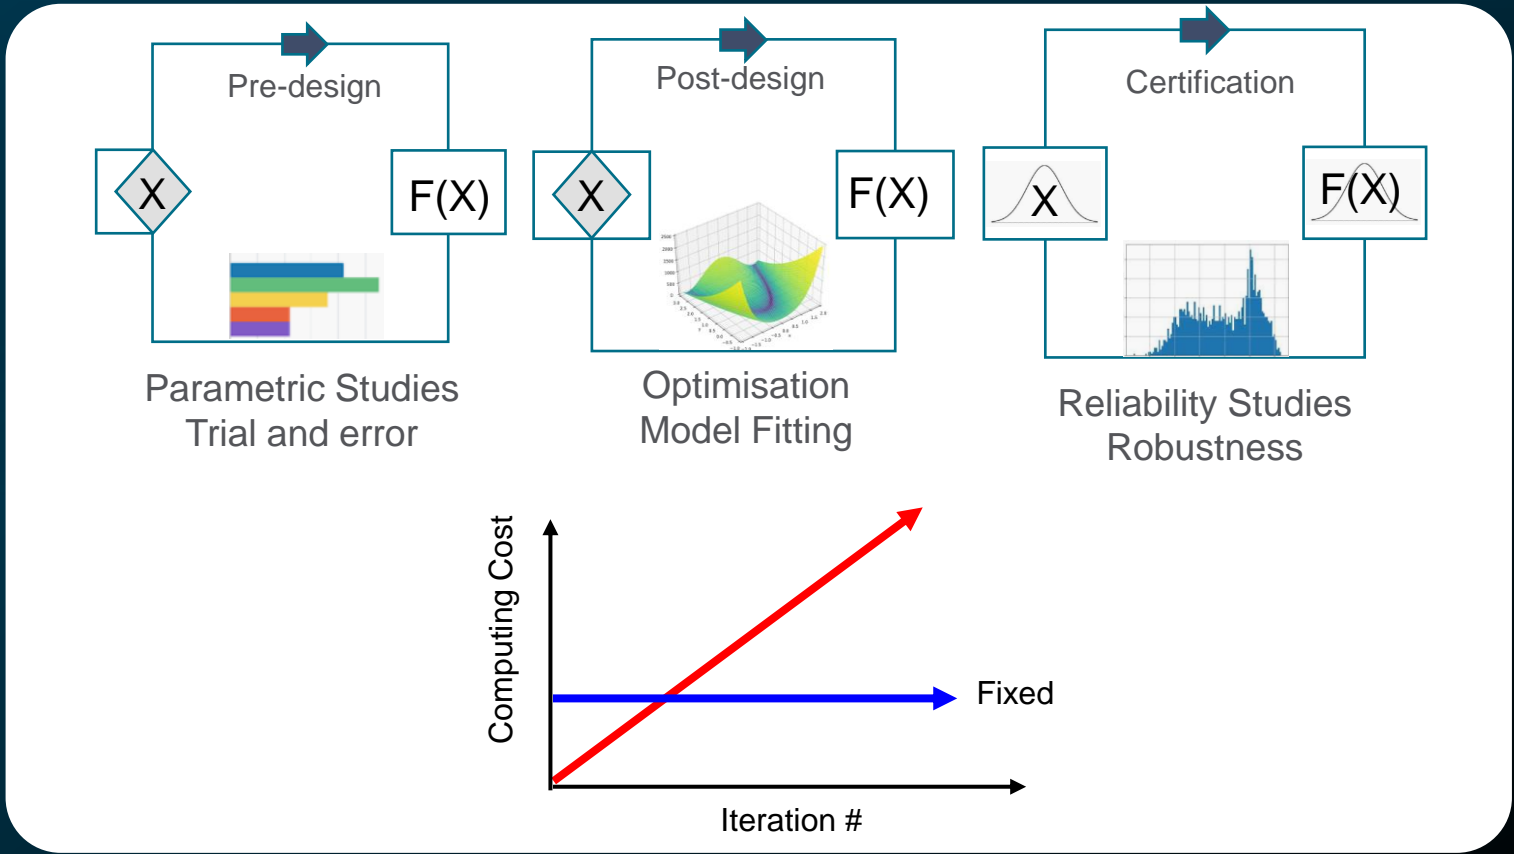 Pre-design
X
F(X)
Parametric Studies
Trial and error
Post-design
X
F(X)
Optimisation
Model Fitting
Certification
X
F(X)
Reliability Studies
Robustness
Computing Cost
Fixed
Iteration #